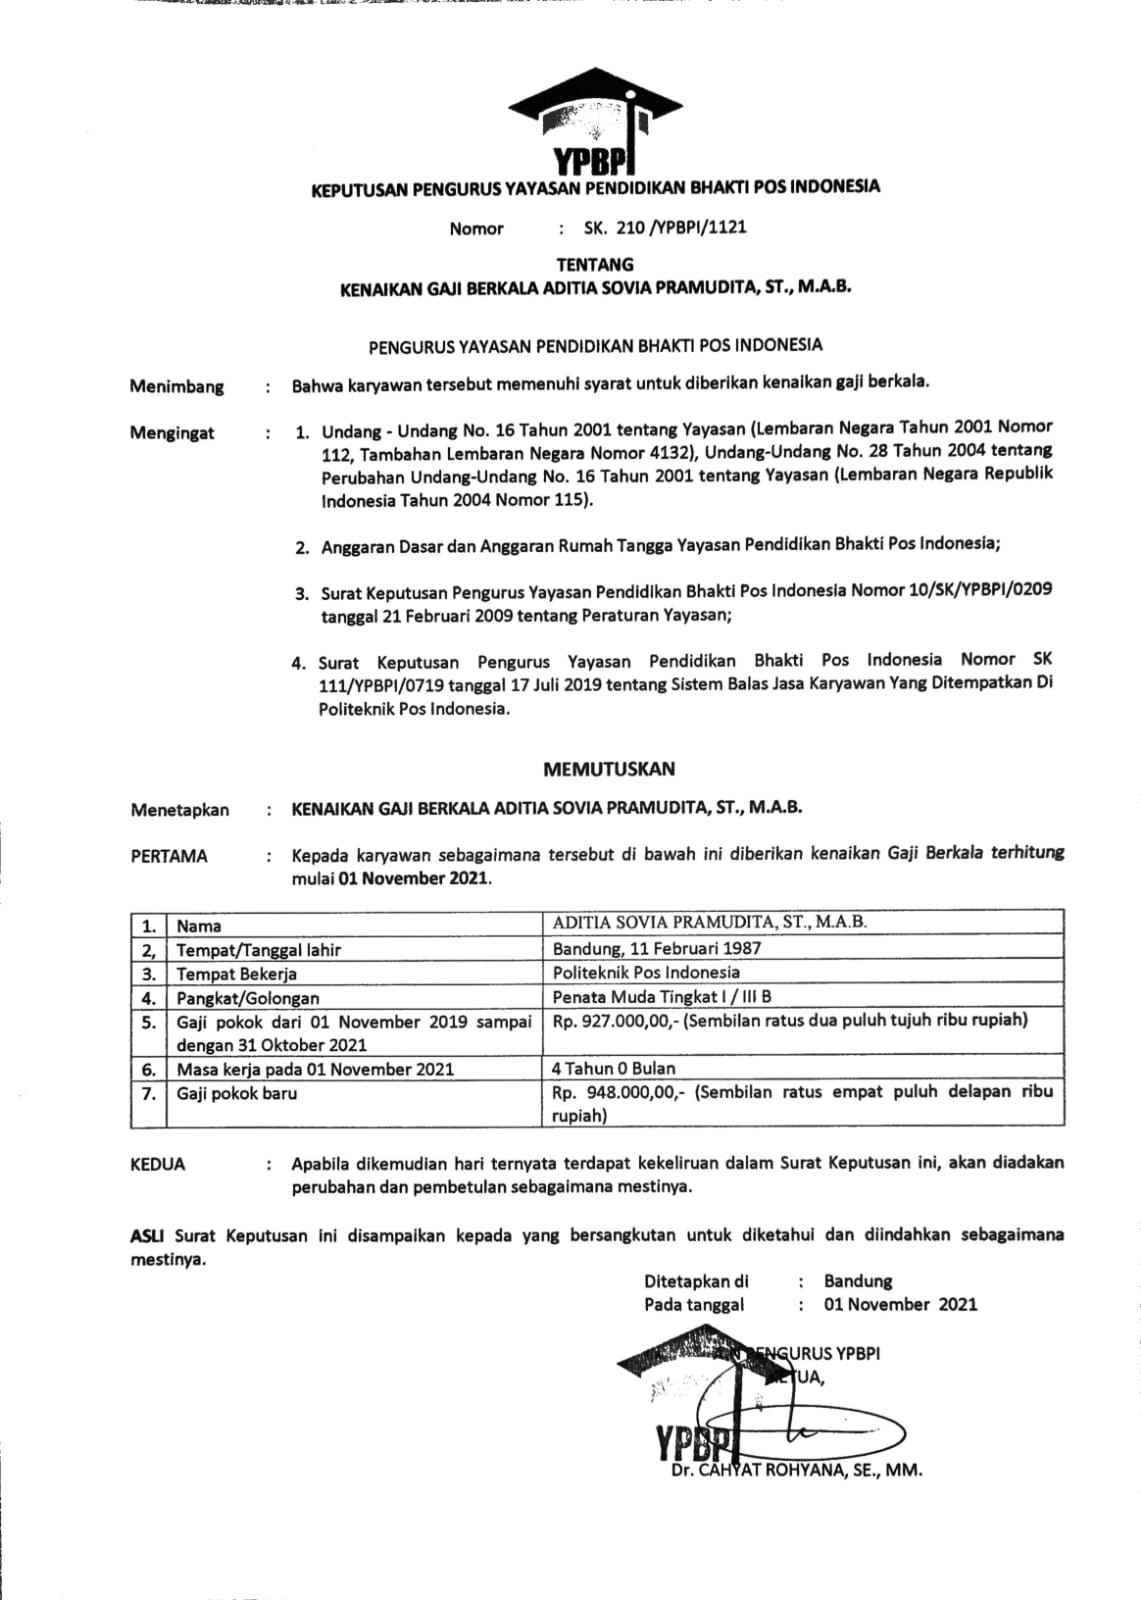 YPBPI
KEPUTUSAN PENGURUS YAYASAN PENDIDIKAN BHAKTI POS INDONESIA
Nomor : SK. 210 /YPBPI/1121
TENTANG
KENAIKAN GAJI BERKALA ADITIA SOVIA PRAMUDITA, ST., M.A.B.
PENGURUS YAYASAN PENDIDIKAN BHAKTI POS INDONESIA
Menimbang : Bahwa karyawan tersebut memenuhi syarat untuk diberikan kenaikan gaji berkala.
Mengingat : 1. Undang - Undang No. 16 Tahun 2001 tentang Yayasan (Lembaran Negara Tahun 2001 Nomor
112, Tambahan Lembaran Negara Nomor 4132), Undang-Undang No. 28 Tahun 2004 tentang
Perubahan Undang-Undang No. 16 Tahun 2001 tentang Yayasan (Lembaran Negara Republik
Indonesia Tahun 2004 Nomor 115).
2. Anggaran Dasar dan Anggaran Rumah Tangga Yayasan Pendidikan Bhakti Pos Indonesia;
3. Surat Keputusan Pengurus Yayasan Pendidikan Bhakti Pos Indonesia Nomor 10/SK/YPBPI/0209
tanggal 21 Februari 2009 tentang Peraturan Yayasan;
4. Surat Keputusan Pengurus Yayasan Pendidikan Bhakti Pos Indonesia Nomor SK
111/YPBPI/0719 tanggal 17 Juli 2019 tentang Sistem Balas Jasa Karyawan Yang Ditempatkan Di
Politeknik Pos Indonesia.
MEMUTUSKAN
Menetapkan : KENAIKAN GAJI BERKALA ADITIA SOVIA PRAMUDITA, ST., M.A.B.
PERTAMA : Kepada karyawan sebagaimana tersebut di bawah ini diberikan kenaikan Gaji Berkala terhitung
mulai 01 November 2021.
1. Nama ADITIA SOVIA PRAMUDITA, ST., M.A.B.
2, Tempat/Tanggal lahir Bandung, 11 Februari 1987
3. Tempat Bekerja Politeknik Pos Indonesia
4. Pangkat/Golongan Penata Muda Tingkat I / III B
5. Gaji pokok dari 01 November 2019 sampai Rp. 927.000,00,- (Sembilan ratus dua puluh tujuh ribu rupiah)
dengan 31 Oktober 2021
6. Masa kerja pada 01 November 2021 4 Tahun 0 Bulan
7. Gaji pokok baru Rp. 948.000,00,- (Sembilan ratus empat puluh delapan ribu
rupiah)
KEDUA : Apabila dikemudian hari ternyata terdapat kekeliruan dalam Surat Keputusan ini, akan diadakan
perubahan dan pembetulan sebagaimana mestinya.
ASLI Surat Keputusan ini disampaikan kepada yang bersangkutan untuk diketahui dan diindahkan sebagaimana
mestinya.
Ditetapkan di : Bandung
Pada tanggal : 01 November 2021
PENGURUS YPBPI
KETUA,
YPBPI
Dr. CAHYAT ROHYANA, SE., MM.